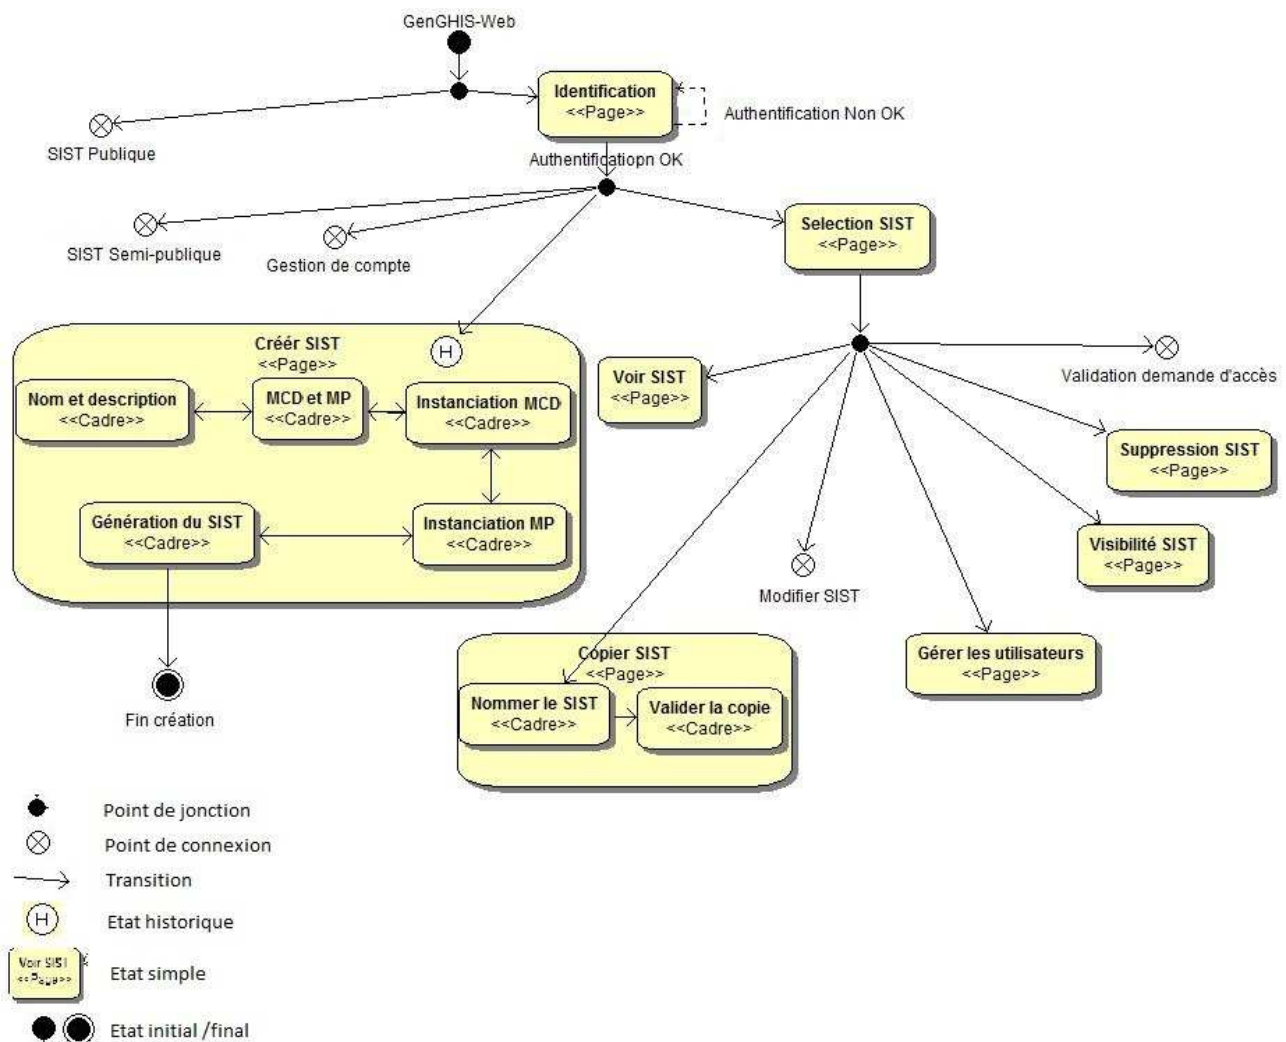 GenGHIS-Web
Identification
<<Page>>
Authentification Non OK
SIST Publique
Authentificatiopn OK
Selection SIST
<<Page>>
SIST Semi-publique
Gestion de compte
Créér SIST
<<Page>>
H
Nom et description
<<Cadre>>
MCD et MP
<<Cadre>>
Instanciation MCD
<<Cadre>>
Génération du SIST
<<Cadre>>
Instanciation MP
<<Cadre>>
Fin création
Voir SIST
<<Page>>
Validation demande d'accès
Suppression SIST
<<Page>>
Visibilité SIST
<<Page>>
Modifier SIST
Gérer les utilisateurs
<<Page>>
Copier SIST
<<Page>>
Nommer le SIST
<<Cadre>>
Valider la copie
<<Cadre>>
Point de jonction
Point de connexion
Transition
H
Etat historique
Voir SIST
<<Page>>
Etat simple
Etat initial /final